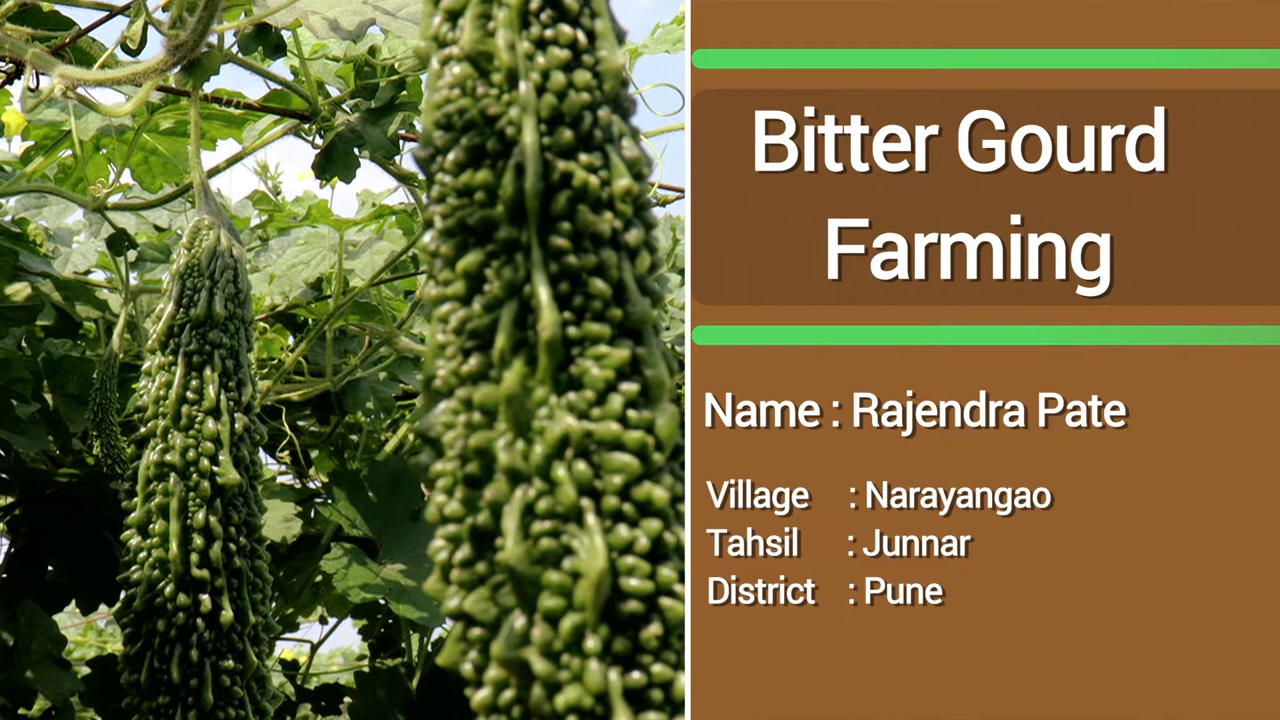 Bitter Gourd
Farming
Name : Rajendra Pate
Village : Narayangao
Tahsil : Junnar
District : Pune